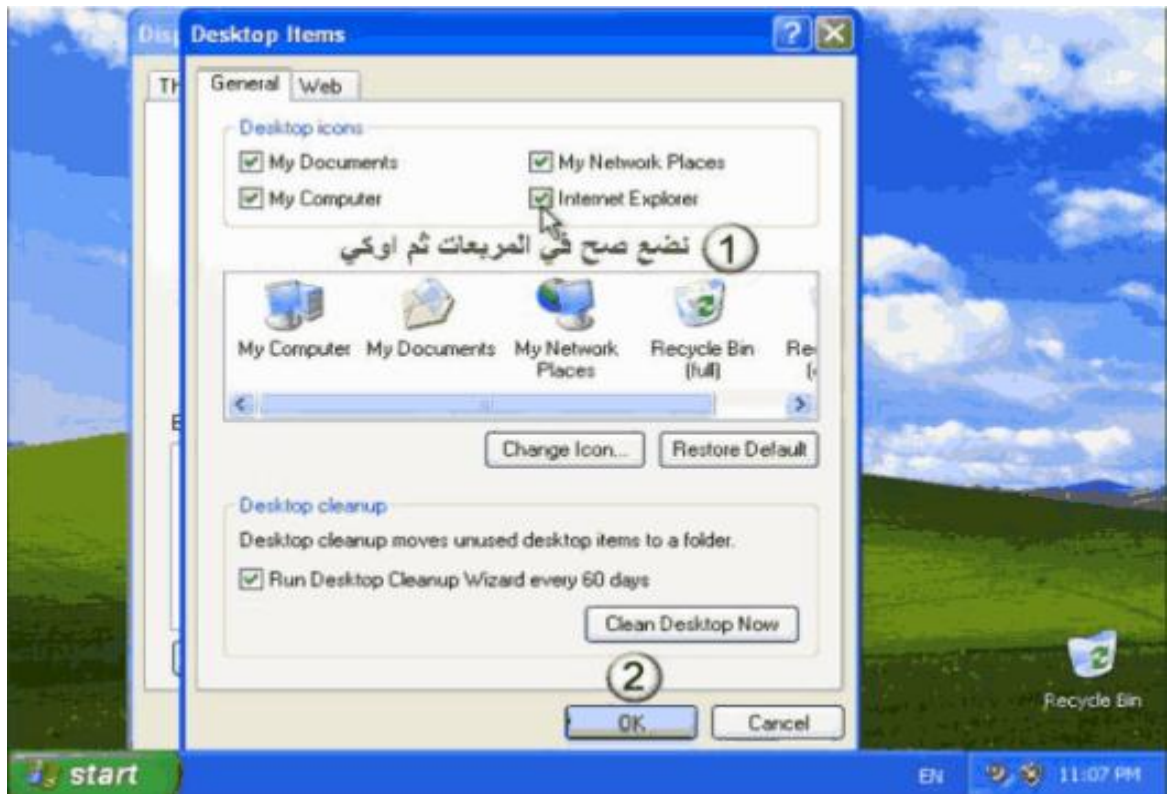 Desktop Items
General Web
Desktop icons
My Documents My Network Places
My Computer Internet Explorer
1 نضع صح في المربعات ثم اوكي
My Computer My Documents My Network Places Recycle Bin (full)
Change Icon... Restore Default
Desktop cleanup
Desktop cleanup moves unused desktop items to a folder.
Run Desktop Cleanup Wizard every 60 days
Clean Desktop Now
2
OK Cancel
Recycle Bin
start EN 11:07 PM